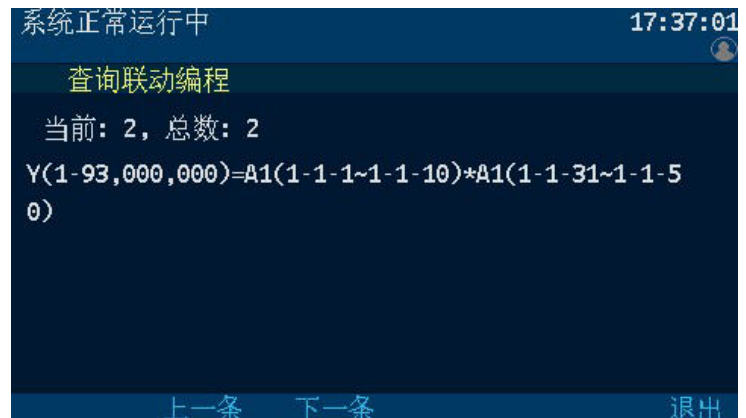 系统正常运行中 17:37:01
查询联动编程
当前: 2, 总数: 2
Y(1-93,000,000)=A1(1-1-1~1-1-10)*A1(1-1-31~1-1-5
0)
上一条 下一条 退出